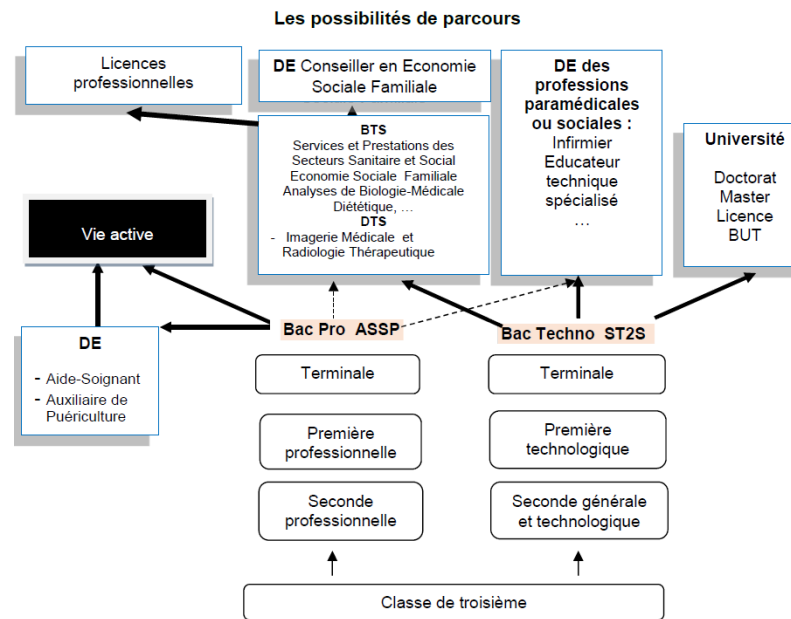 Les possibilités de parcours
Licences
professionnelles
DE Conseiller en Economie
Sociale Familiale
DE des
professions
paramédicales
ou sociales :
Infirmier
Educateur
technique
spécialisé
…
BTS
Services et Prestations des
Secteurs Sanitaire et Social
Economie Sociale Familiale
Analyses de Biologie-Médicale
Diététique, …
DTS
- Imagerie Médicale et
Radiologie Thérapeutique
Université
Doctorat
Master
Licence
BUT
Vie active
DE
- Aide-Soignant
- Auxiliaire de
Puériculture
Bac Pro ASSP
Bac Techno ST2S
Terminale
Terminale
Première
professionnelle
Première
technologique
Seconde
professionnelle
Seconde générale
et technologique
Classe de troisième